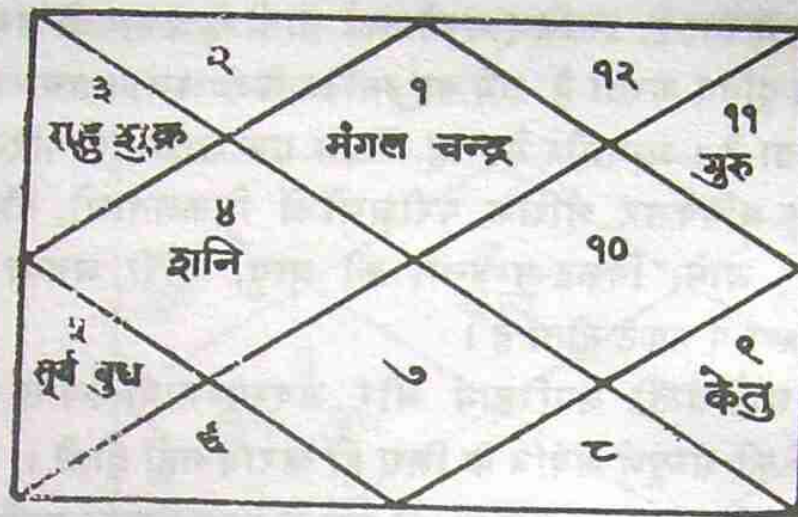 २
१
१२
३
राहु शुक्र
मंगल चन्द्र
११
गुरु
४
शनि
१०
५
सूर्य बुध
७
९
केतु
६
८